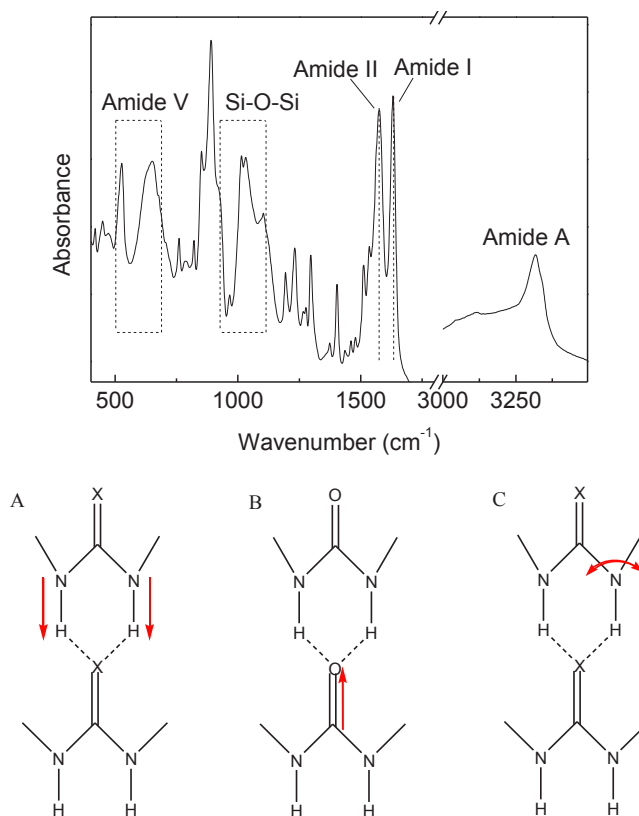 Amide II
Amide I
Amide V
Si-O-Si
Amide A
Absorbance
500
1000
1500
3000
3250
Wavenumber (cm-1)
A
B
C
X
O
X
N
N
N
N
N
N
H
H
H
H
H
H
X
O
X
N
N
N
N
N
N
H
H
H
H
H
H